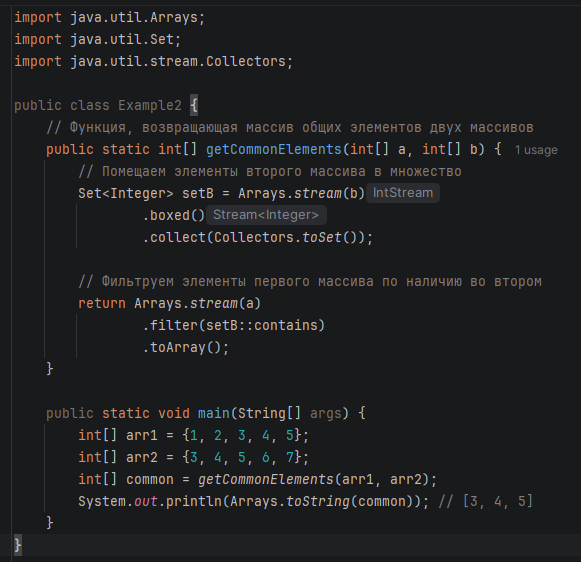 import java.util.Arrays;
import java.util.Set;
import java.util.stream.Collectors;

public class Example2 {
    // Функция, возвращающая массив общих элементов двух массивов
    public static int[] getCommonElements(int[] a, int[] b) { 1 usage
        // Помещаем элементы второго массива в множество
        Set<Integer> setB = Arrays.stream(b) IntStream
                .boxed() Stream<Integer>
                .collect(Collectors.toSet());

        // Фильтруем элементы первого массива по наличию во втором
        return Arrays.stream(a)
                .filter(setB::contains)
                .toArray();
    }

    public static void main(String[] args) {
        int[] arr1 = {1, 2, 3, 4, 5};
        int[] arr2 = {3, 4, 5, 6, 7};
        int[] common = getCommonElements(arr1, arr2);
        System.out.println(Arrays.toString(common)); // [3, 4, 5]
    }
}